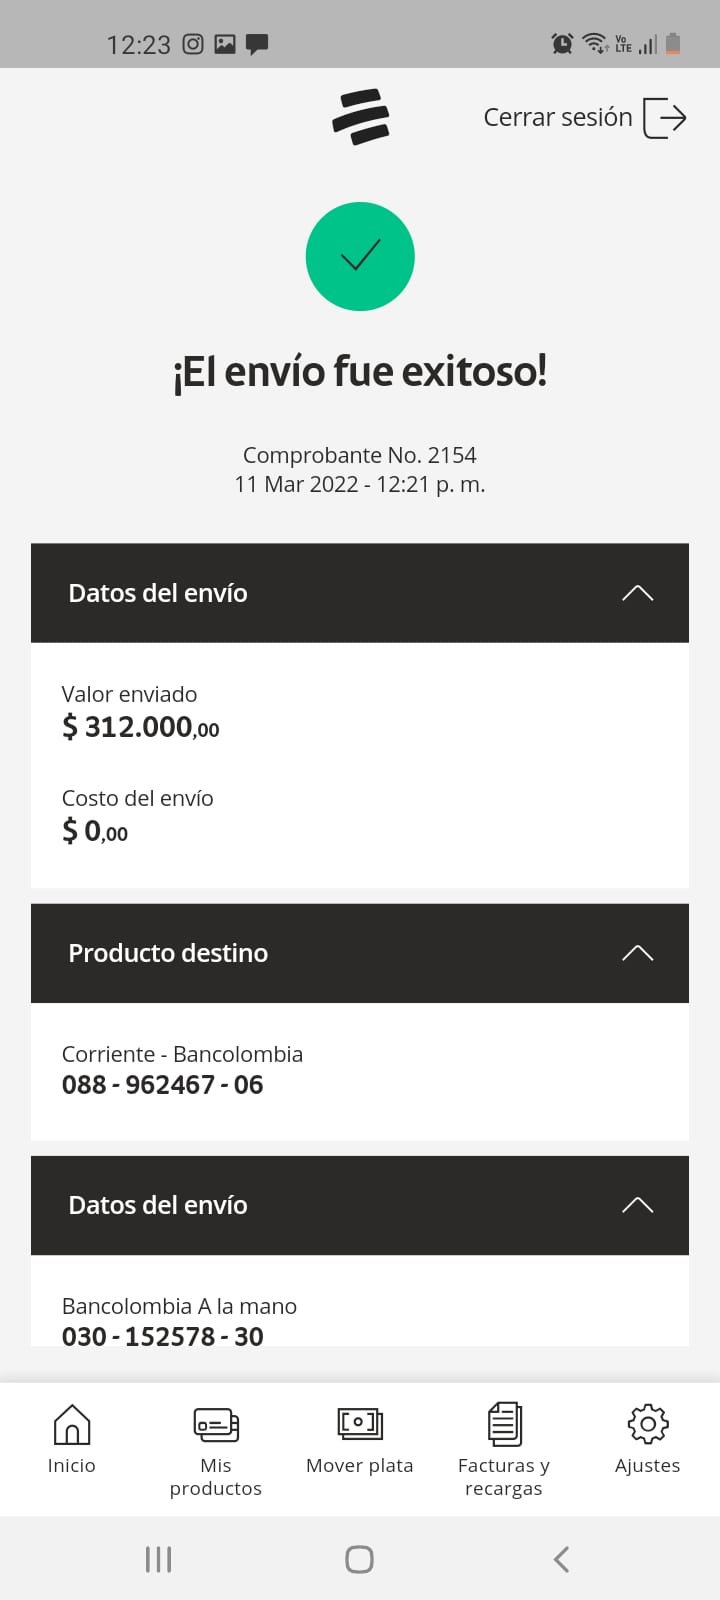 12:23
Vo
LTE
Cerrar sesión
¡El envío fue exitoso!
Comprobante No. 2154
11 Mar 2022 - 12:21 p. m.
Datos del envío
Valor enviado
$ 312.000,00
Costo del envío
$ 0,00
Producto destino
Corriente - Bancolombia
088 - 962467 - 06
Datos del envío
Bancolombia A la mano
030 - 152578 - 30
Inicio
Mis productos
Mover plata
Facturas y recargas
Ajustes